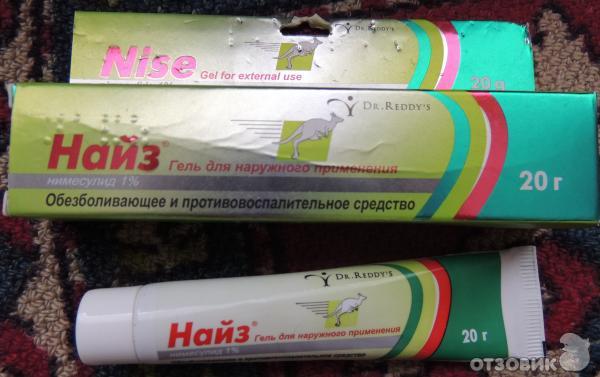 Nise
Gel for external use
DR. REDDY'S
20 g
DR. REDDY'S
Найз®
Гель для наружного применения
нимесулид 1%
Обезболивающее и противовоспалительное средство
20 г
DR. REDDY'S
Найз®
Гель для наружного применения
нимесулид 1%
20 г
ОТЗОВИК